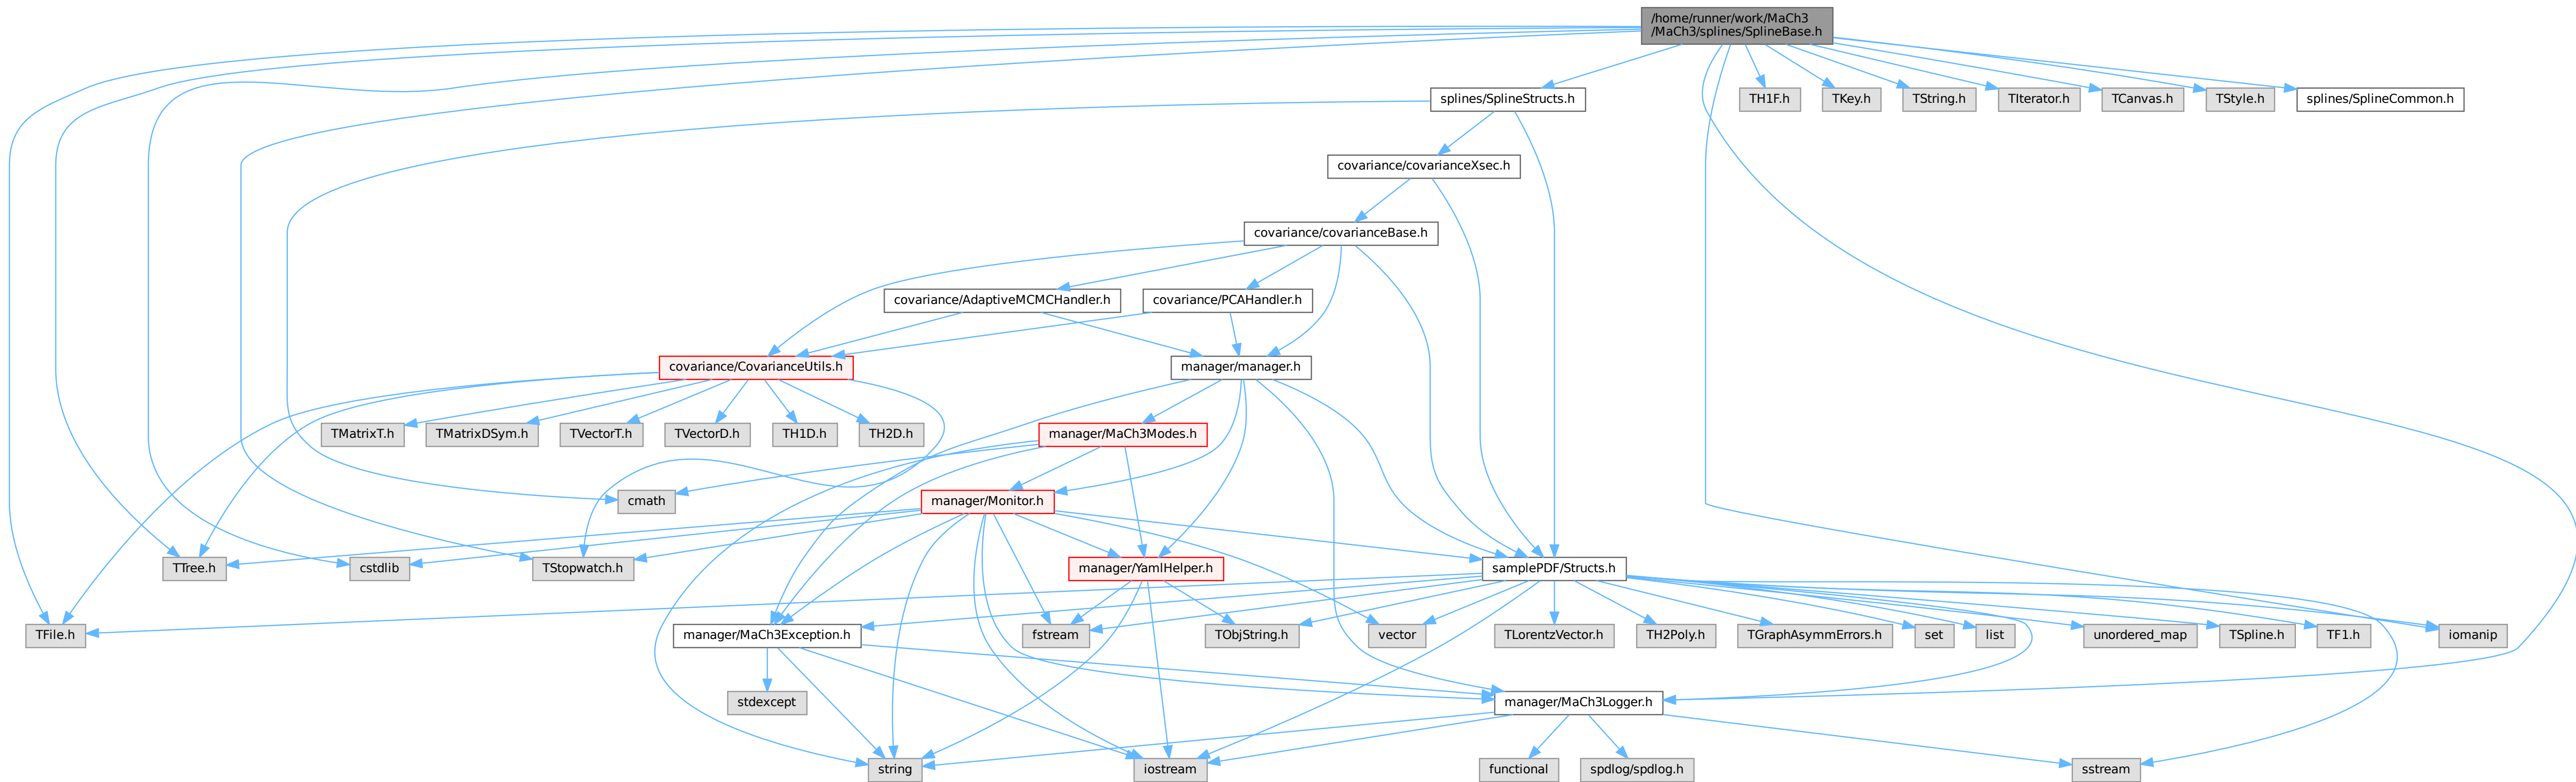 /home/runner/work/MaCh3
/MaCh3/splines/SplineBase.h
splines/SplineStructs.h
TH1F.h
TKey.h
TString.h
TIterator.h
TCanvas.h
TStyle.h
splines/SplineCommon.h
covariance/covarianceXsec.h
covariance/covarianceBase.h
covariance/AdaptiveMCMCHandler.h
covariance/PCAHandler.h
covariance/CovarianceUtils.h
manager/manager.h
TMatrixT.h
TMatrixDSym.h
TVectorT.h
TVectorD.h
TH1D.h
TH2D.h
manager/MaCh3Modes.h
cmath
manager/Monitor.h
TTree.h
cstdlib
TStopwatch.h
manager/YamlHelper.h
samplePDF/Structs.h
TFile.h
manager/MaCh3Exception.h
fstream
TObjString.h
vector
TLorentzVector.h
TH2Poly.h
TGraphAsymmErrors.h
set
list
unordered_map
TSpline.h
TF1.h
iomanip
stdexcept
manager/MaCh3Logger.h
string
iostream
functional
spdlog/spdlog.h
sstream